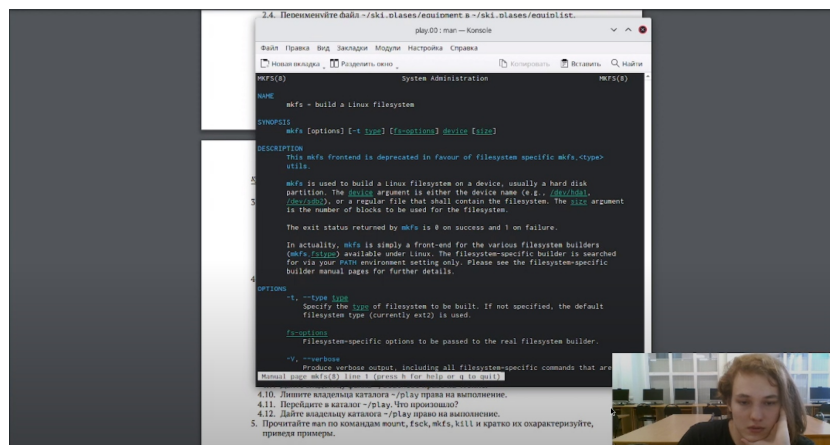 2.4. Переименуйте файл ~/ski.plases/equipment в ~/ski.plases/equiplist.
play.00 : man — Konsole
Файл Правка Вид Закладки Модули Настройка Справка
Новая вкладка Разделить окно Копировать Вставить Найти
MKFS(8) System Administration MKFS(8)
NAME
mkfs - build a Linux filesystem
SYNOPSIS
mkfs [options] [-t type] [fs-options] device [size]
DESCRIPTION
This mkfs frontend is deprecated in favour of filesystem specific mkfs.<type>
utils.
mkfs is used to build a Linux filesystem on a device, usually a hard disk
partition. The device argument is either the device name (e.g., /dev/hda1,
/dev/sdb2), or a regular file that shall contain the filesystem. The size argument
is the number of blocks to be used for the filesystem.
The exit status returned by mkfs is 0 on success and 1 on failure.
In actuality, mkfs is simply a front-end for the various filesystem builders
(mkfs.fstype) available under Linux. The filesystem-specific builder is searched
for via your PATH environment setting only. Please see the filesystem-specific
builder manual pages for further details.
OPTIONS
-t, --type type
Specify the type of filesystem to be built. If not specified, the default
filesystem type (currently ext2) is used.
fs-options
Filesystem-specific options to be passed to the real filesystem builder.
-V, --verbose
Produce verbose output, including all filesystem-specific commands that are
Manual page mkfs(8) line 1 (press h for help or q to quit)
4.10. Лишите владельца каталога ~/play права на выполнение.
4.11. Перейдите в каталог ~/play. Что произошло?
4.12. Дайте владельцу каталога ~/play право на выполнение.
5. Прочитайте man по командам mount, fsck, mkfs, kill и кратко их охарактеризуйте,
приведя примеры.